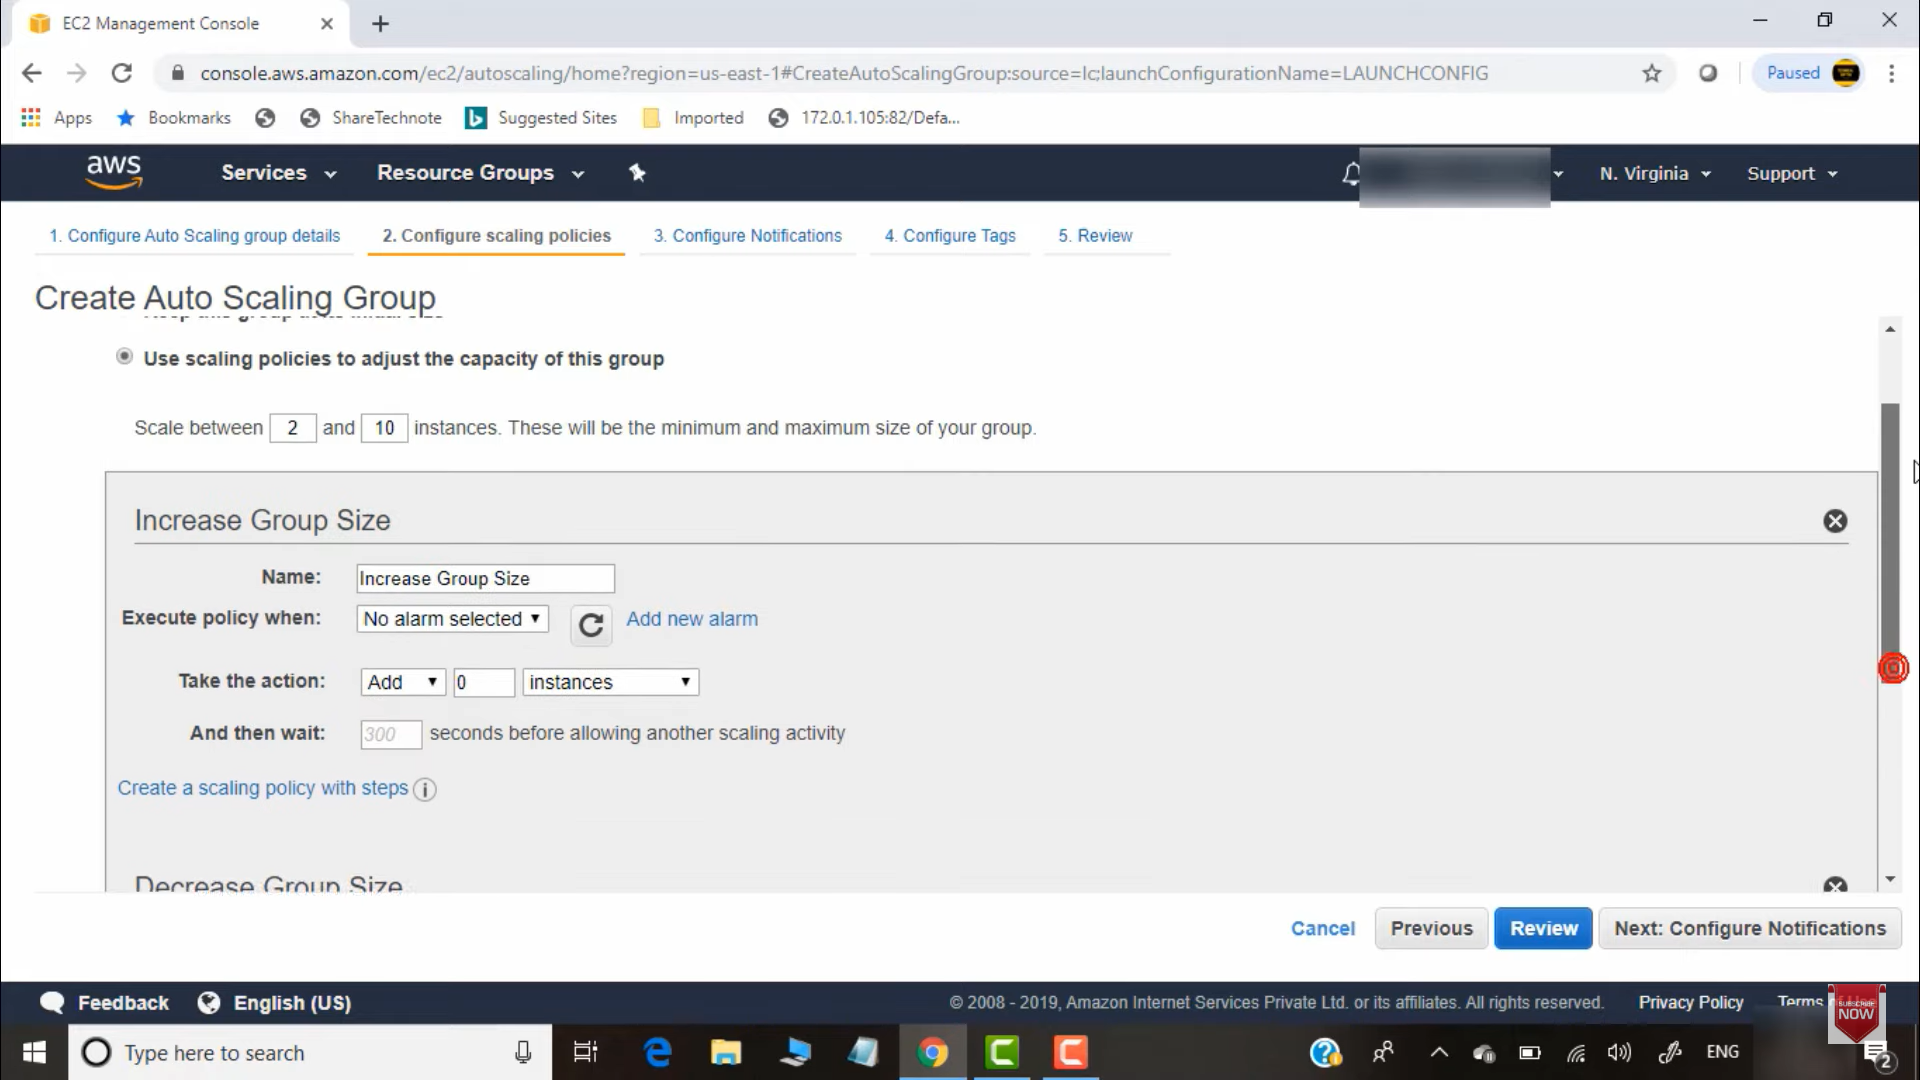 EC2 Management Console
console.aws.amazon.com/ec2/autoscaling/home?region=us-east-1#CreateAutoScalingGroup:source=lc;launchConfigurationName=LAUNCHCONFIG
Paused
Apps Bookmarks ShareTechnote Suggested Sites Imported 172.0.1.105:82/Defa...
aws Services Resource Groups N. Virginia Support
1. Configure Auto Scaling group details 2. Configure scaling policies 3. Configure Notifications 4. Configure Tags 5. Review
Create Auto Scaling Group
Use scaling policies to adjust the capacity of this group
Scale between 2 and 10 instances. These will be the minimum and maximum size of your group.
Increase Group Size
Name: Increase Group Size
Execute policy when: No alarm selected Add new alarm
Take the action: Add 0 instances
And then wait: 300 seconds before allowing another scaling activity
Create a scaling policy with steps i
Decrease Group Size
Cancel Previous Review Next: Configure Notifications
Feedback English (US) © 2008 - 2019, Amazon Internet Services Private Ltd. or its affiliates. All rights reserved. Privacy Policy Terms
SUBSCRIBE
NOW
Type here to search
ENG
2